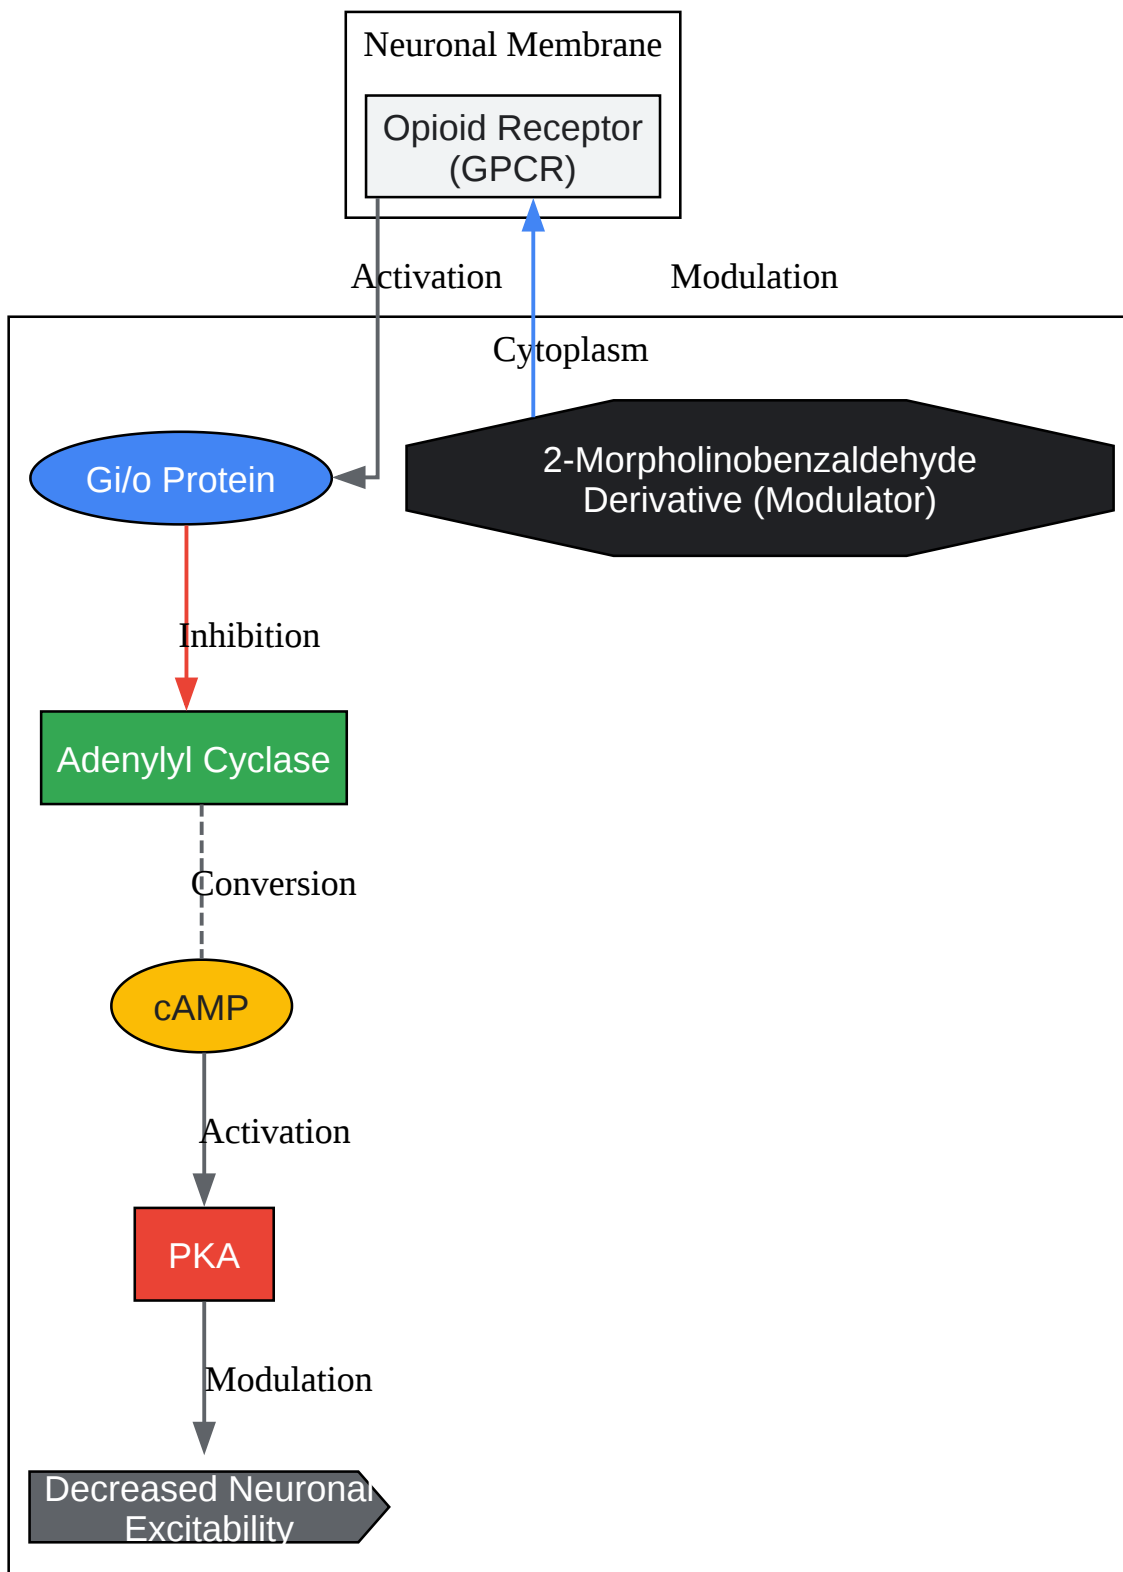 Neuronal Membrane
Opioid Receptor
(GPCR)
Activation
Modulation
Cytoplasm
Gi/o Protein
2-Morpholinobenzaldehyde
Derivative (Modulator)
Inhibition
Adenylyl Cyclase
Conversion
cAMP
Activation
PKA
Modulation
Decreased Neuronal
Excitability